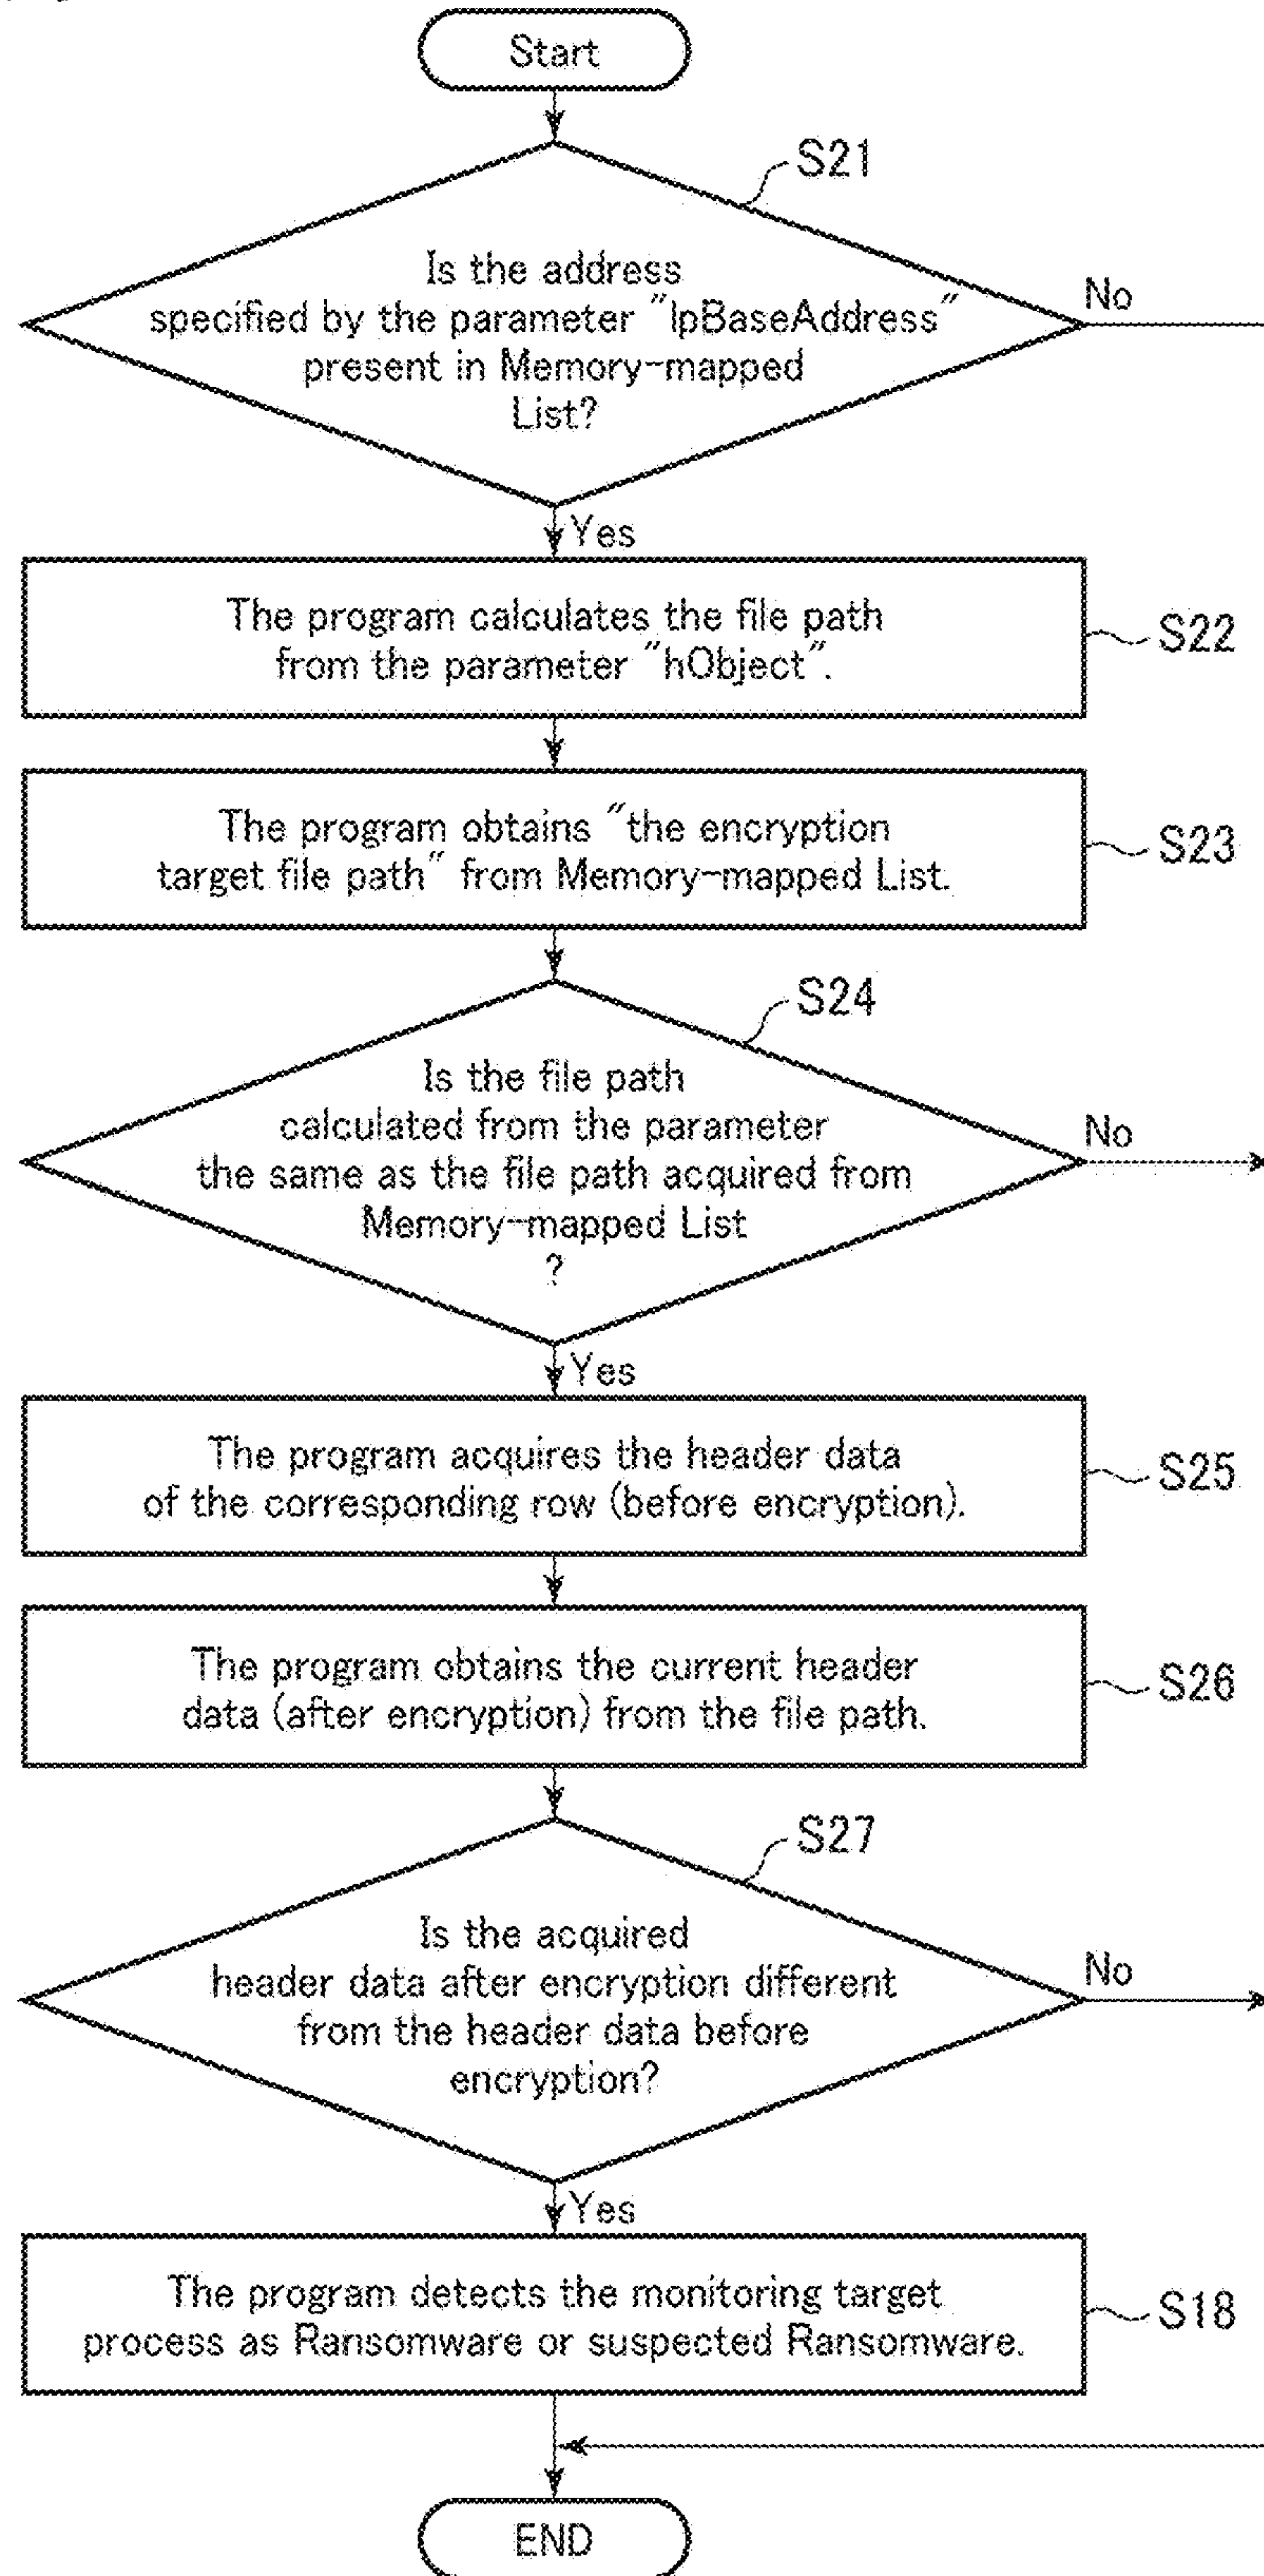 Start
S21
Is the address
specified by the parameter "lpBaseAddress"
present in Memory-mapped
List?
No
Yes
The program calculates the file path
from the parameter "hObject".
S22
The program obtains "the encryption
target file path" from Memory-mapped List.
S23
S24
Is the file path
calculated from the parameter
the same as the file path acquired from
Memory-mapped List
?
No
Yes
The program acquires the header data
of the corresponding row (before encryption).
S25
The program obtains the current header
data (after encryption) from the file path.
S26
S27
Is the acquired
header data after encryption different
from the header data before
encryption?
No
Yes
The program detects the monitoring target
process as Ransomware or suspected Ransomware.
S18
END